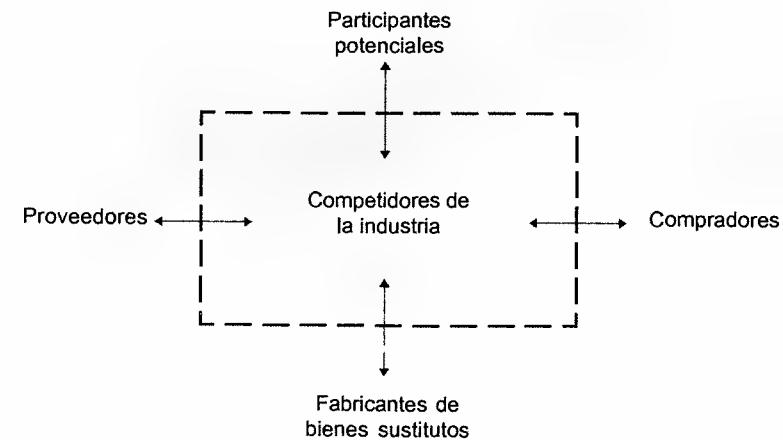 Participantes
potenciales
Competidores de
la industria
Proveedores
Compradores
Fabricantes de
bienes sustitutos